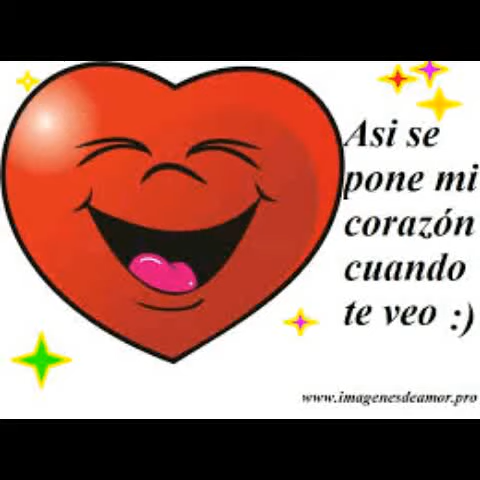 Asi se
pone mi
corazón
cuando
te veo :)
www.imagenesdeamor.pro